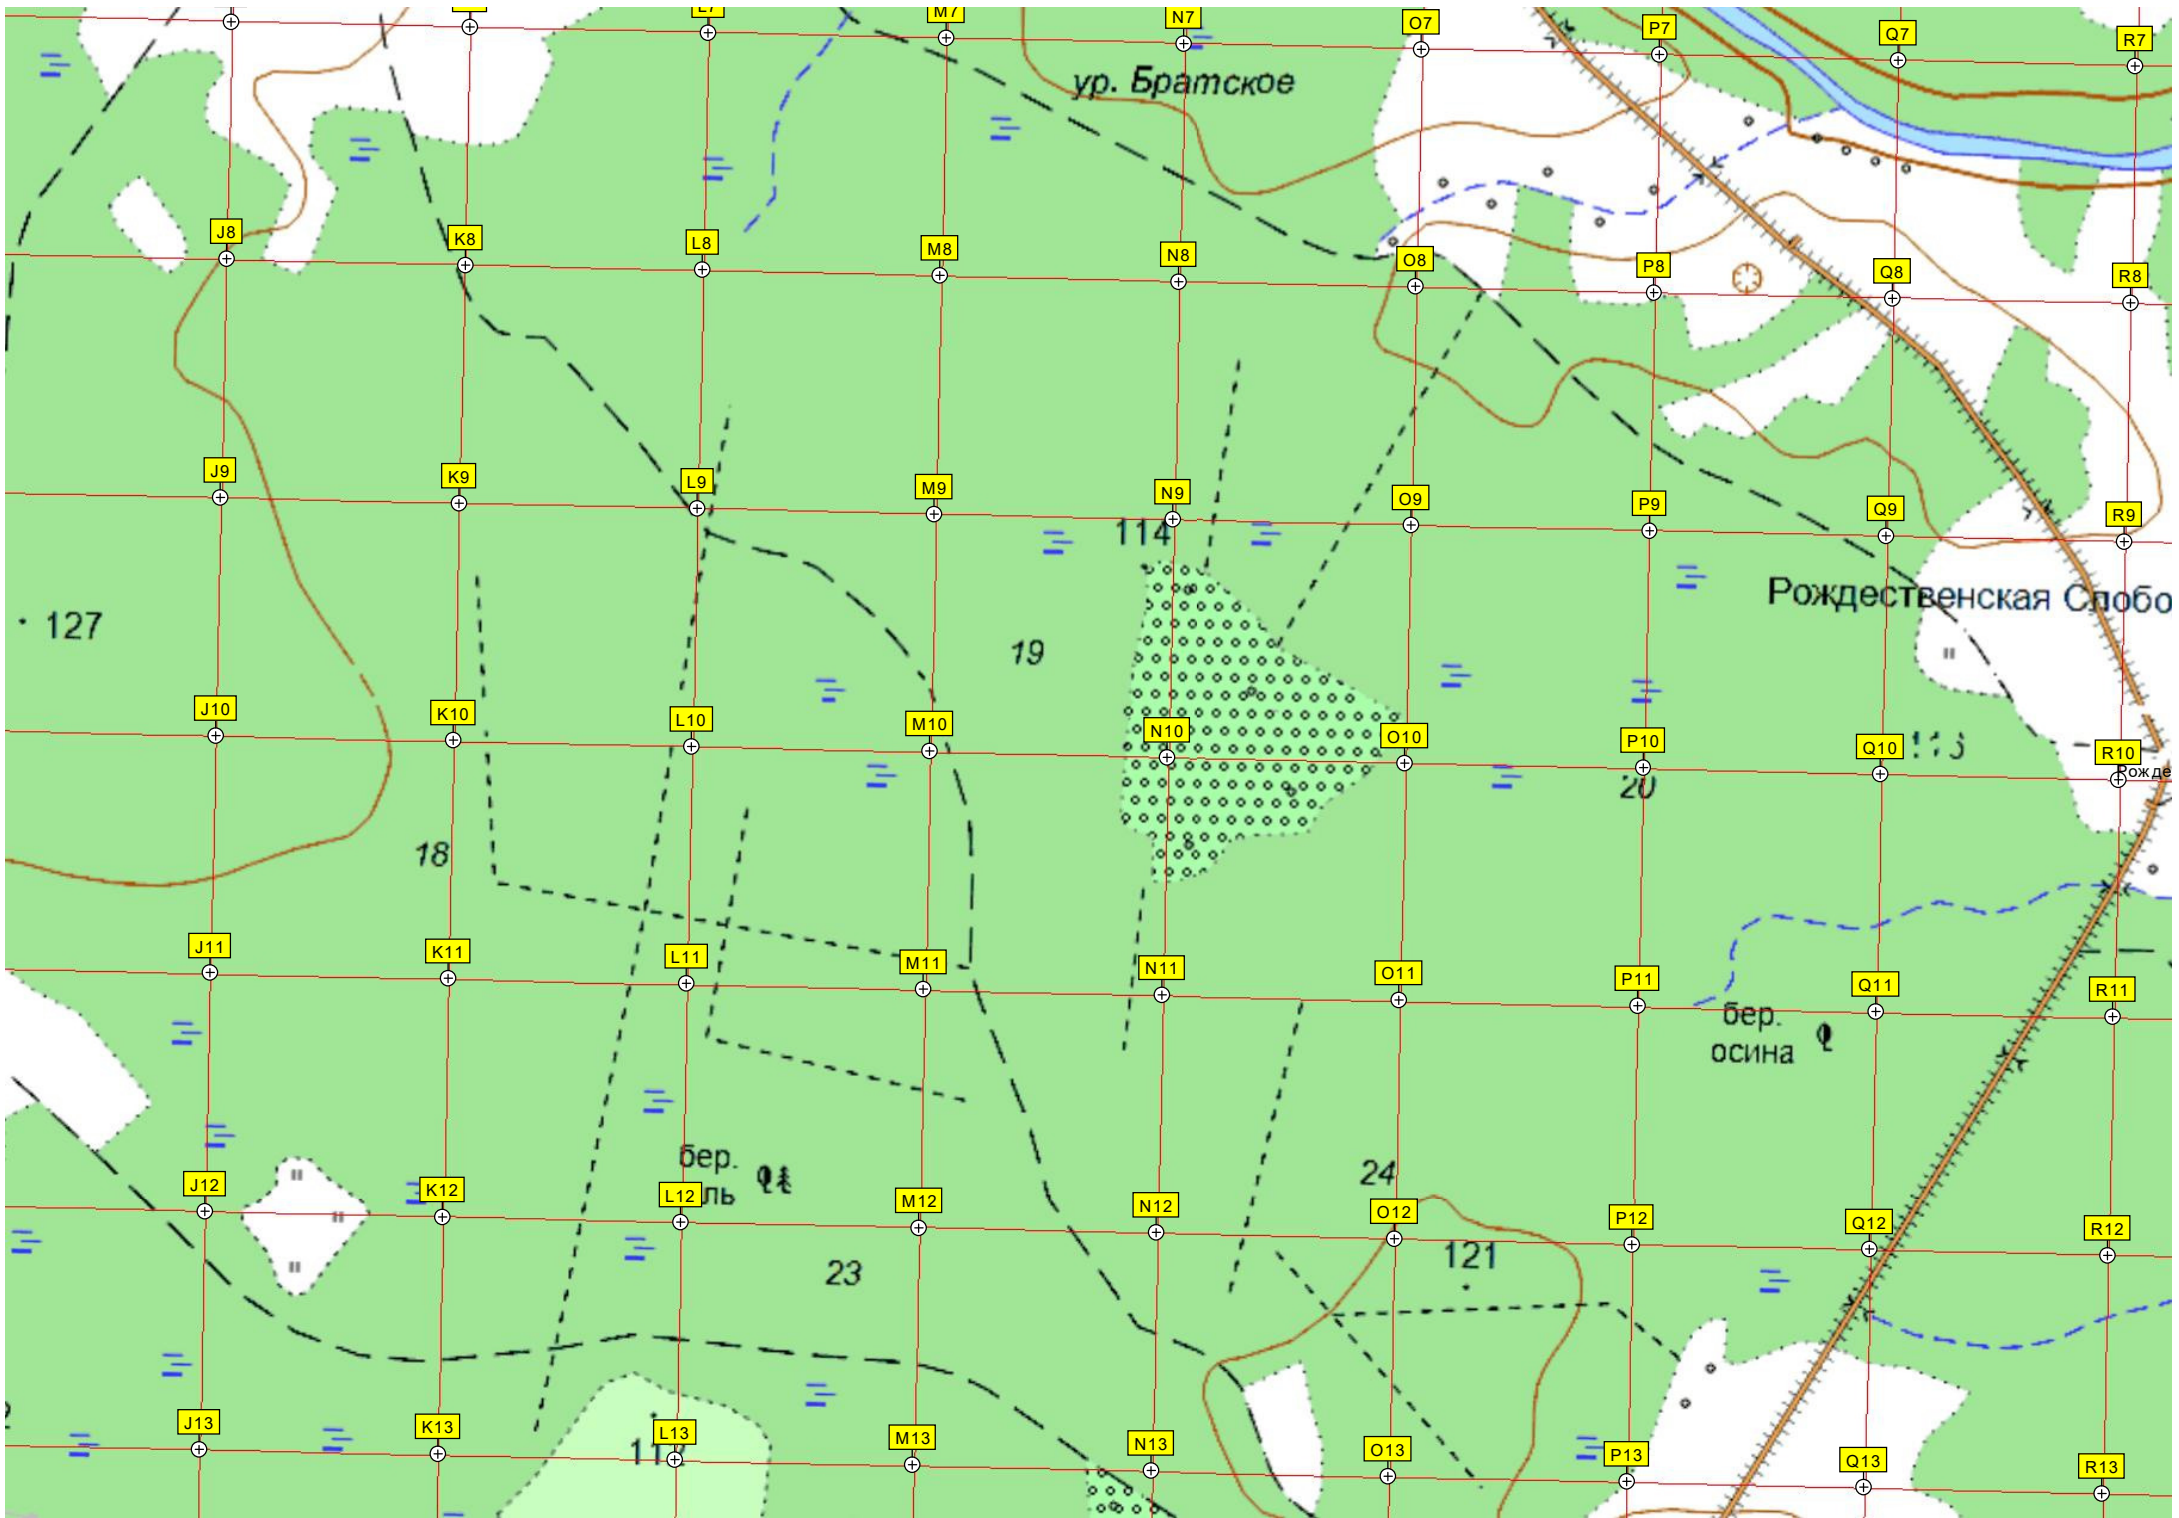 M7 N7 O7 P7 Q7 R7
ур. Братское
J8 K8 L8 M8 N8 O8 P8 Q8 R8
J9 K9 L9 M9 N9 O9 P9 Q9 R9
114
127
19
Рождественская Слобо
J10 K10 L10 M10 N10 O10 P10 Q10 R10
Рожде
20
18
J11 K11 L11 M11 N11 O11 P11 Q11 R11
бер.
осина
бер.
ль
24
J12 K12 L12 M12 N12 O12 P12 Q12 R12
23
121
J13 K13 L13 M13 N13 O13 P13 Q13 R13